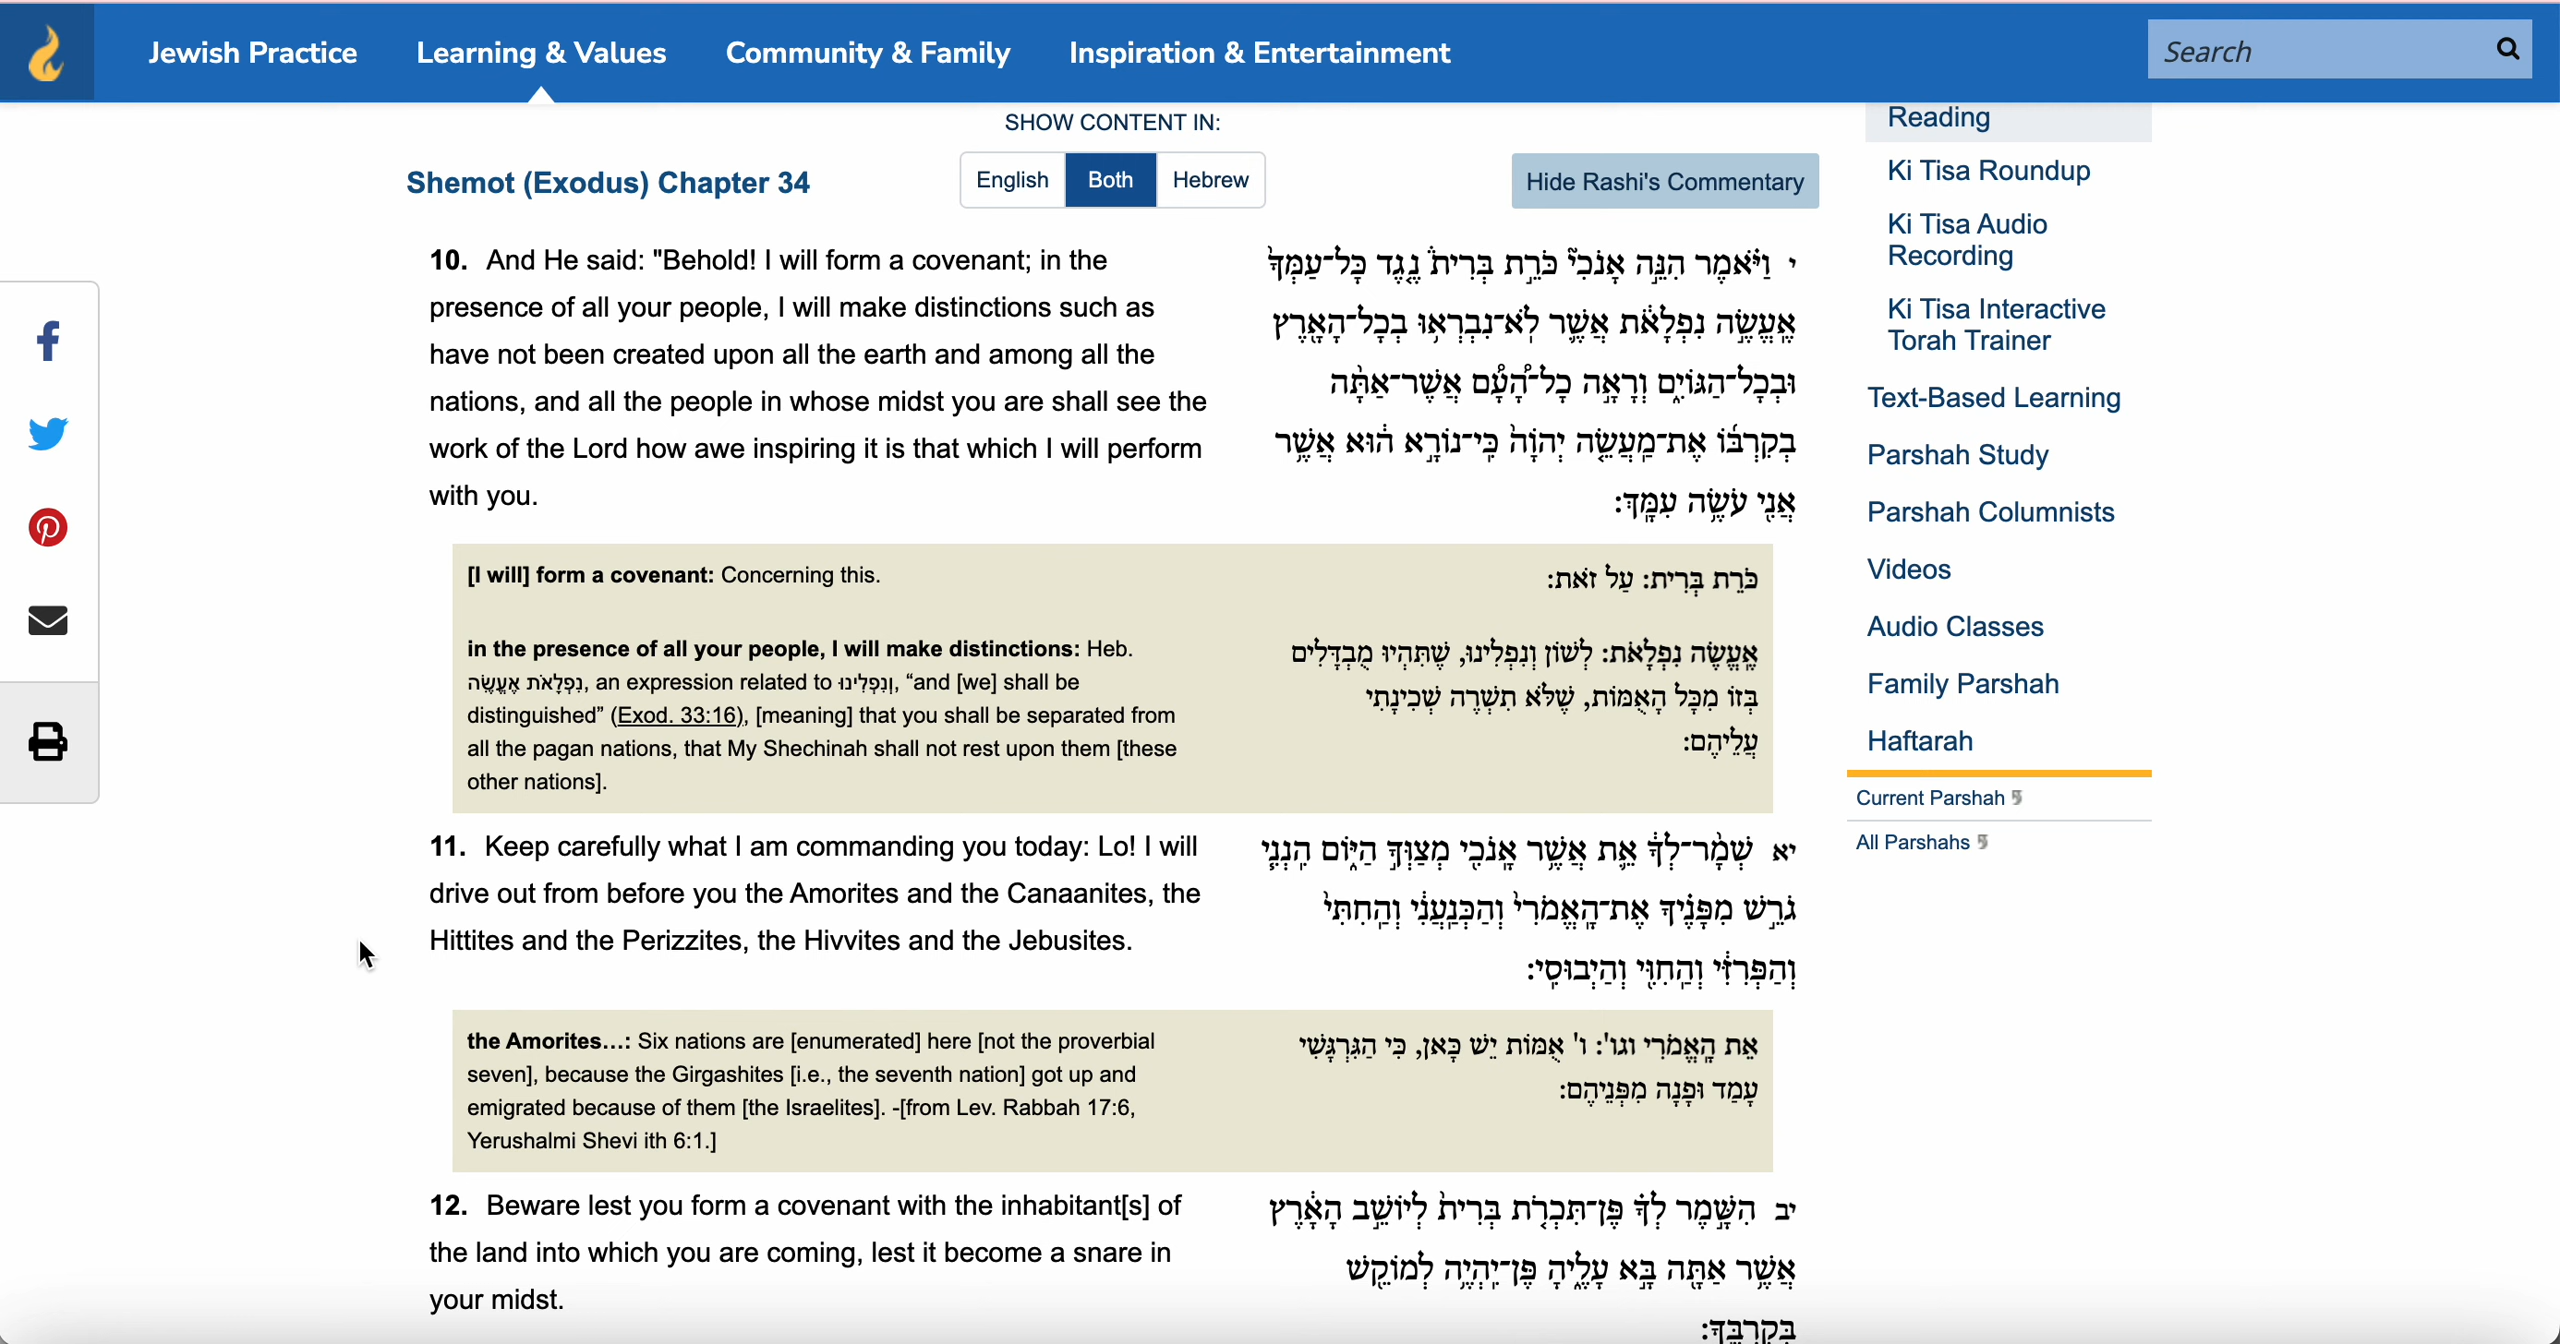 Jewish Practice
Learning & Values
Community & Family
Inspiration & Entertainment
Search
SHOW CONTENT IN:
Shemot (Exodus) Chapter 34
English
Both
Hebrew
Hide Rashi's Commentary
10. And He said: "Behold! I will form a covenant; in the
presence of all your people, I will make distinctions such as
have not been created upon all the earth and among all the
nations, and all the people in whose midst you are shall see the
work of the Lord how awe inspiring it is that which I will perform
with you.
י וַיֹּ֗אמֶר הִנֵּ֣ה אָנֹכִי֘ כֹּרֵ֣ת בְּרִית֒ נֶ֤גֶד כָּל־עַמְּךָ֙
אֶֽעֱשֶׂ֣ה נִפְלָאֹ֔ת אֲשֶׁ֛ר לֹֽא־נִבְרְא֥וּ בְכָל־הָאָ֖רֶץ
וּבְכָל־הַגּוֹיִ֑ם וְרָאָ֣ה כָל־הָ֠עָ֠ם אֲשֶׁר־אַתָּ֨ה
בְקִרְבּ֜וֹ אֶת־מַֽעֲשֵׂ֤ה יְהֹוָה֙ כִּֽי־נוֹרָ֣א ה֔וּא אֲשֶׁ֥ר
אֲנִ֖י עֹשֶׂ֥ה עִמָּֽךְ:
[I will] form a covenant: Concerning this.
כֹּרֵת בְּרִית: עַל זֹאת:
in the presence of all your people, I will make distinctions: Heb.
אֶעֱשֶׂה נִפְלָאֹת, an expression related to וְנִפְלִינוּ, “and [we] shall be
distinguished” (Exod. 33:16), [meaning] that you shall be separated from
all the pagan nations, that My Shechinah shall not rest upon them [these
other nations].
אֶֽעֱשֶׂה נִפְלָאֹת: לְשׁוֹן וְנִפְלִינוּ, שֶׁתִּהְיוּ מֻבְדָּלִים
בְּזוֹ מִכָּל הָאֻמּוֹת, שֶׁלֹּא תִשְׁרֶה שְׁכִינָתִי
עֲלֵיהֶם:
11. Keep carefully what I am commanding you today: Lo! I will
drive out from before you the Amorites and the Canaanites, the
Hittites and the Perizzites, the Hivvites and the Jebusites.
יא שְׁמָ֨ר־לְךָ֔ אֵ֛ת אֲשֶׁ֥ר אָֽנֹכִ֖י מְצַוְּךָ֣ הַיּ֑וֹם הִֽנְנִ֧י
גֹרֵ֣שׁ מִפָּנֶ֗יךָ אֶת־הָֽאֱמֹרִי֙ וְהַכְּנַֽעֲנִ֔י וְהַֽחִתִּי֙
וְהַפְּרִזִּ֔י וְהַֽחִוִּ֖י וְהַיְבוּסִֽי:
the Amorites…: Six nations are [enumerated] here [not the proverbial
seven], because the Girgashites [i.e., the seventh nation] got up and
emigrated because of them [the Israelites]. -[from Lev. Rabbah 17:6,
Yerushalmi Shevi ith 6:1.]
אֵת הָֽאֱמֹרִי וגו': ו' אֻמּוֹת יֵשׁ כָּאן, כִּי הַגִּרְגָּשִׁי
עָמַד וּפָנָה מִפְּנֵיהֶם:
12. Beware lest you form a covenant with the inhabitant[s] of
the land into which you are coming, lest it become a snare in
your midst.
יב הִשָּׁ֣מֶר לְךָ֗ פֶּן־תִּכְרֹ֤ת בְּרִית֙ לְיוֹשֵׁ֣ב הָאָ֔רֶץ
אֲשֶׁ֥ר אַתָּ֖ה בָּ֣א עָלֶ֑יהָ פֶּן־יִֽהְיֶ֥ה לְמוֹקֵ֖שׁ
בְּקִרְבֶּֽךָ:
Reading
Ki Tisa Roundup
Ki Tisa Audio
Recording
Ki Tisa Interactive
Torah Trainer
Text-Based Learning
Parshah Study
Parshah Columnists
Videos
Audio Classes
Family Parshah
Haftarah
Current Parshah
All Parshahs